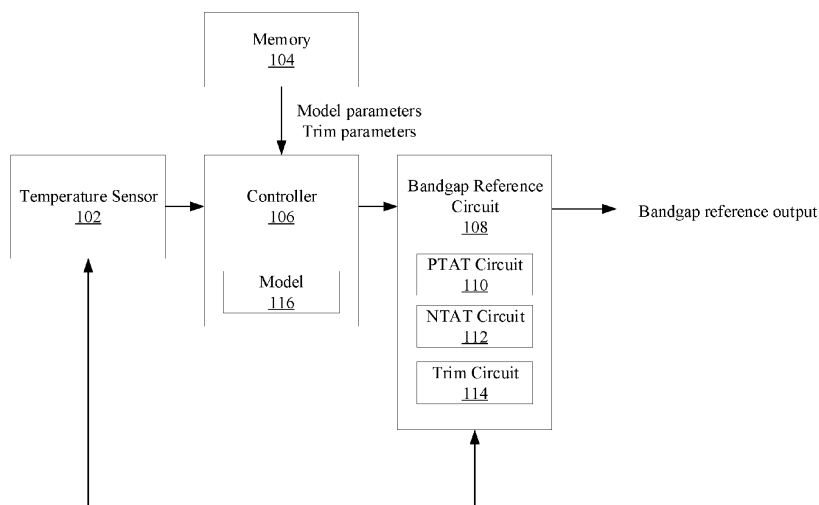 Memory
104
Model parameters
Trim parameters
Temperature Sensor
102
Controller
106
Model
116
Bandgap Reference
Circuit
108
PTAT Circuit
110
NTAT Circuit
112
Trim Circuit
114
Bandgap reference output